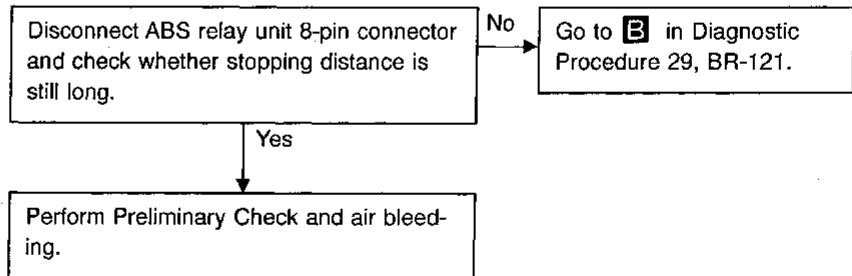 Disconnect ABS relay unit 8-pin connector
and check whether stopping distance is
still long.
No
Go to B in Diagnostic
Procedure 29, BR-121.
Yes
Perform Preliminary Check and air bleed-
ing.